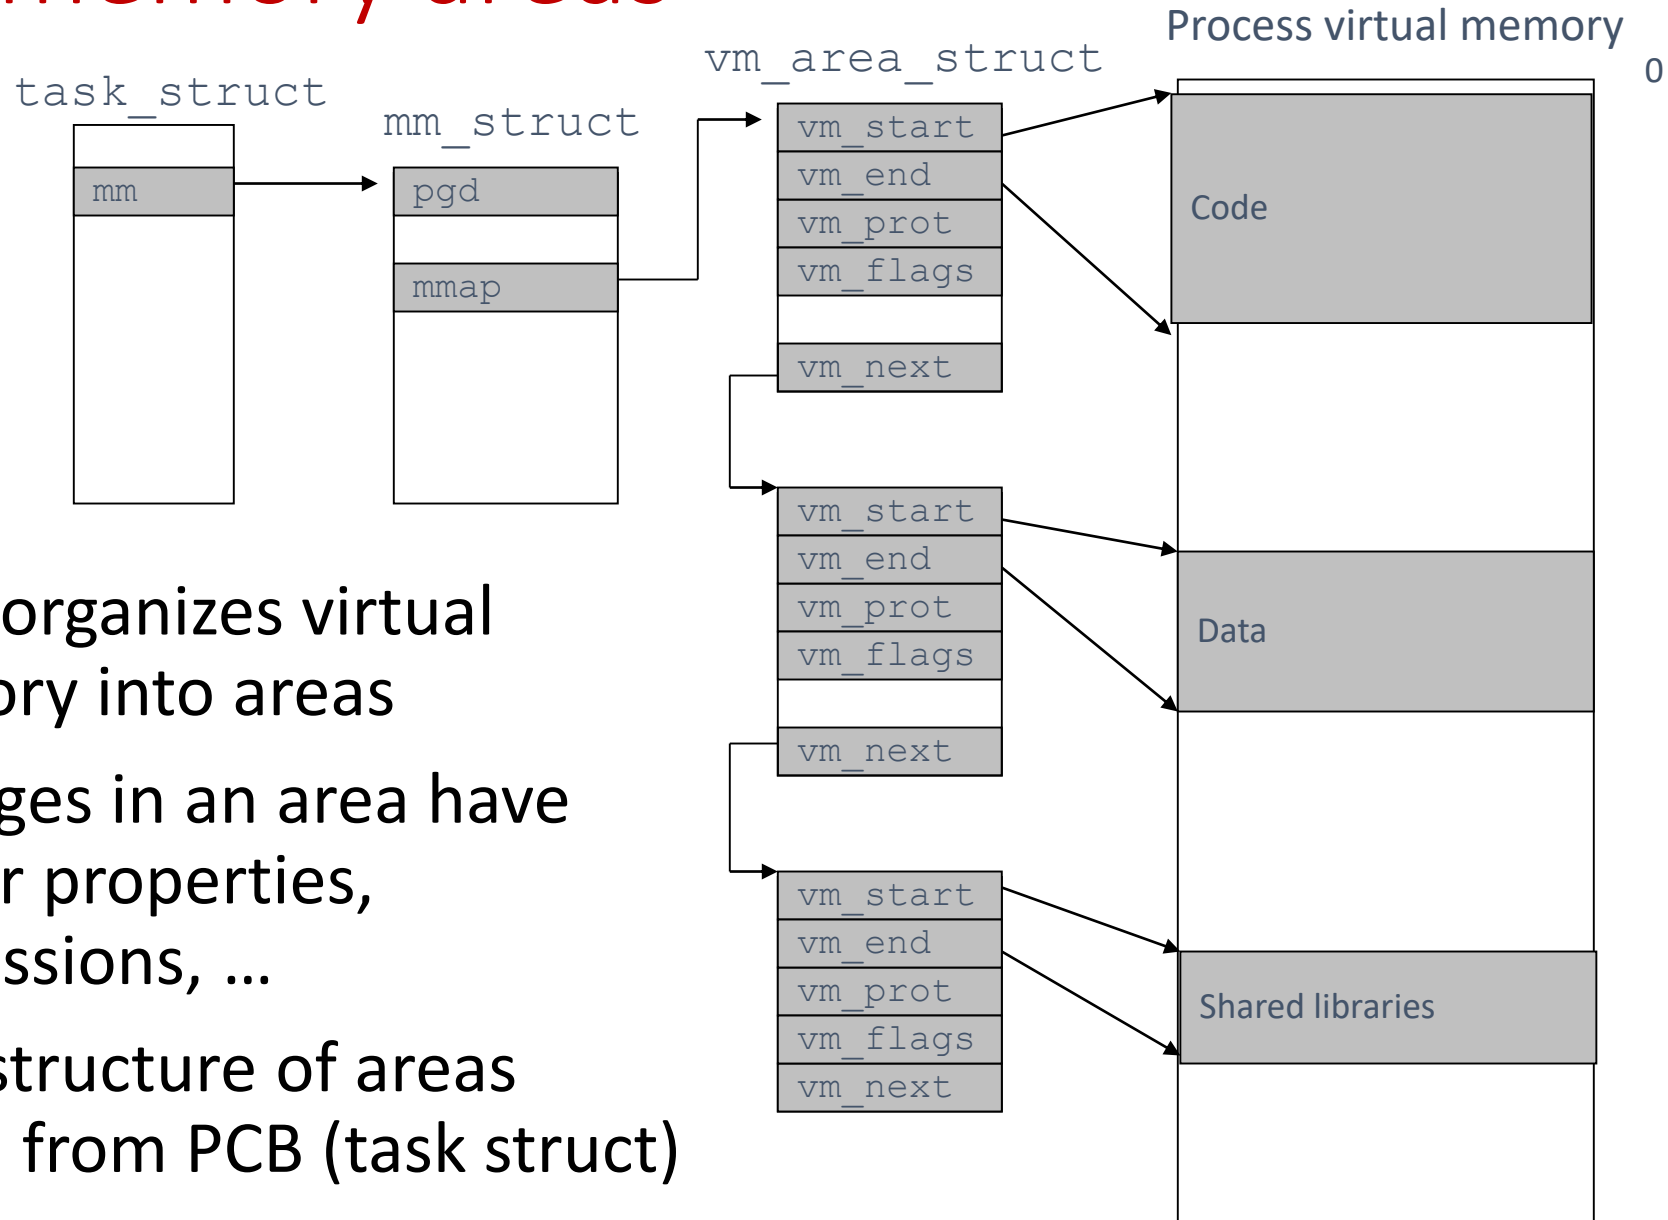 memory areas
Process virtual memory
0
task_struct
mm
mm_struct
pgd
mmap
vm_area_struct
vm_start
vm_end
vm_prot
vm_flags
vm_next
vm_start
vm_end
vm_prot
vm_flags
vm_next
vm_start
vm_end
vm_prot
vm_flags
vm_next
Code
Data
Shared libraries
organizes virtual
ory into areas
ges in an area have
r properties,
ssions, …
structure of areas
from PCB (task struct)